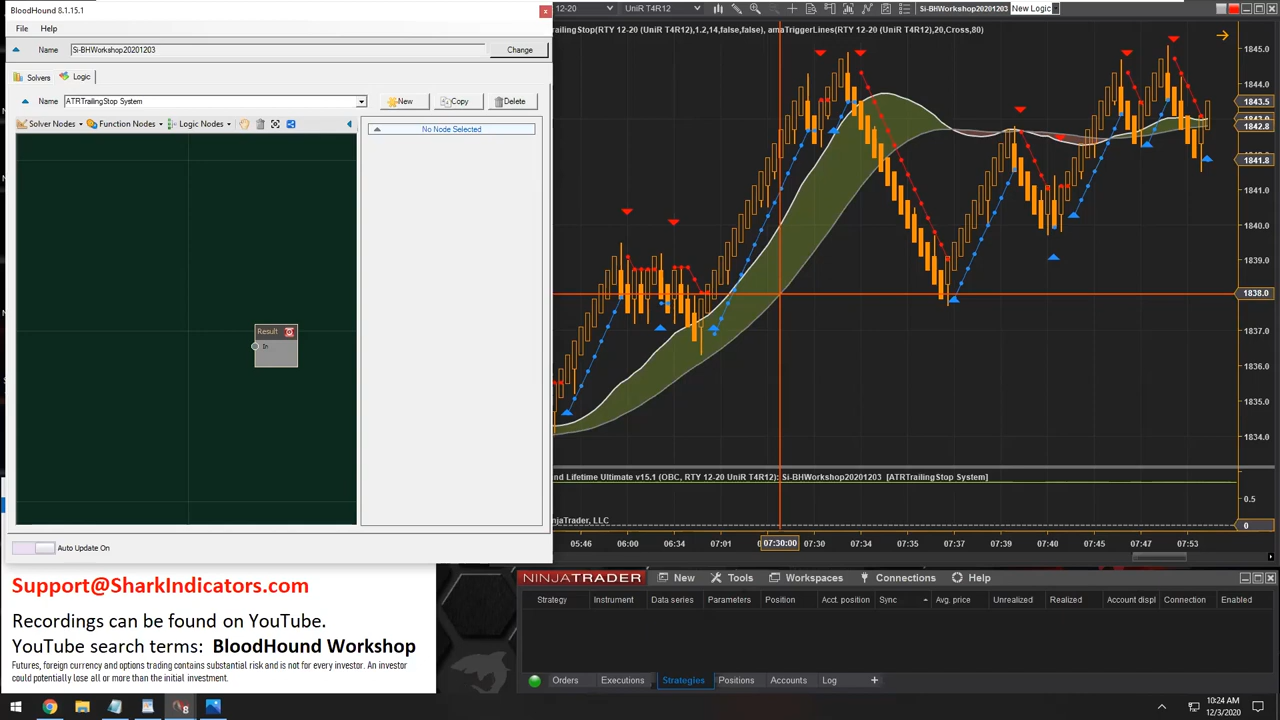 BloodHound 8.1.15.1
File
Help
Name
Si-BHWorkshop20201203
Change
Solvers
Logic
Name
ATRTrailingStop System
New
Copy
Delete
Solver Nodes
Function Nodes
Logic Nodes
No Node Selected
Result
In
Auto Update On
12-20
UniR T4R12
Si-BHWorkshop20201203
New Logic
railingStop(RTY 12-20 (UniR T4R12),1.2,14,False,False), amaTriggerLines(RTY 12-20 (UniR T4R12),20,Cross,80)
1845.0
1844.0
1843.5
1842.8
1841.8
1841.0
1840.0
1839.0
1838.0
1837.0
1836.0
1834.0
nd Lifetime Ultimate v15.1 (OBC, RTY 12-20 UniR T4R12): Si-BHWorkshop20201203 [ATRTrailingStop System]
0.5
njaTrader, LLC
0
05:46
06:00
06:34
07:01
07:30:00
07:30
07:34
07:35
07:37
07:40
07:45
07:47
07:53
Support@SharkIndicators.com
Recordings can be found on YouTube.
YouTube search terms: BloodHound Workshop
Futures, foreign currency and options trading contains substantial risk and is not for every investor. An investor
could potentially lose all or more than the initial investment.
NINJATRADER
New
Tools
Workspaces
Connections
Help
Strategy
Instrument
Data series
Parameters
Position
Acct. position
Sync
Avg. price
Unrealized
Realized
Account displ
Connection
Enabled
Orders
Executions
Strategies
Positions
Accounts
Log
10:24 AM
12/3/2020